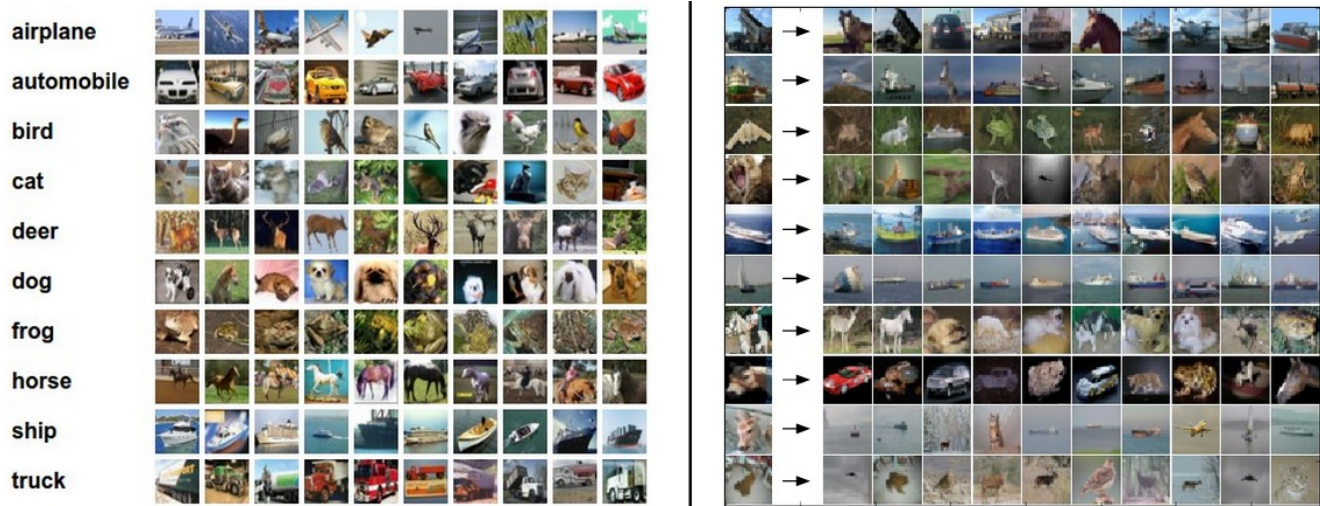 airplane
automobile
bird
cat
deer
dog
frog
horse
ship
truck